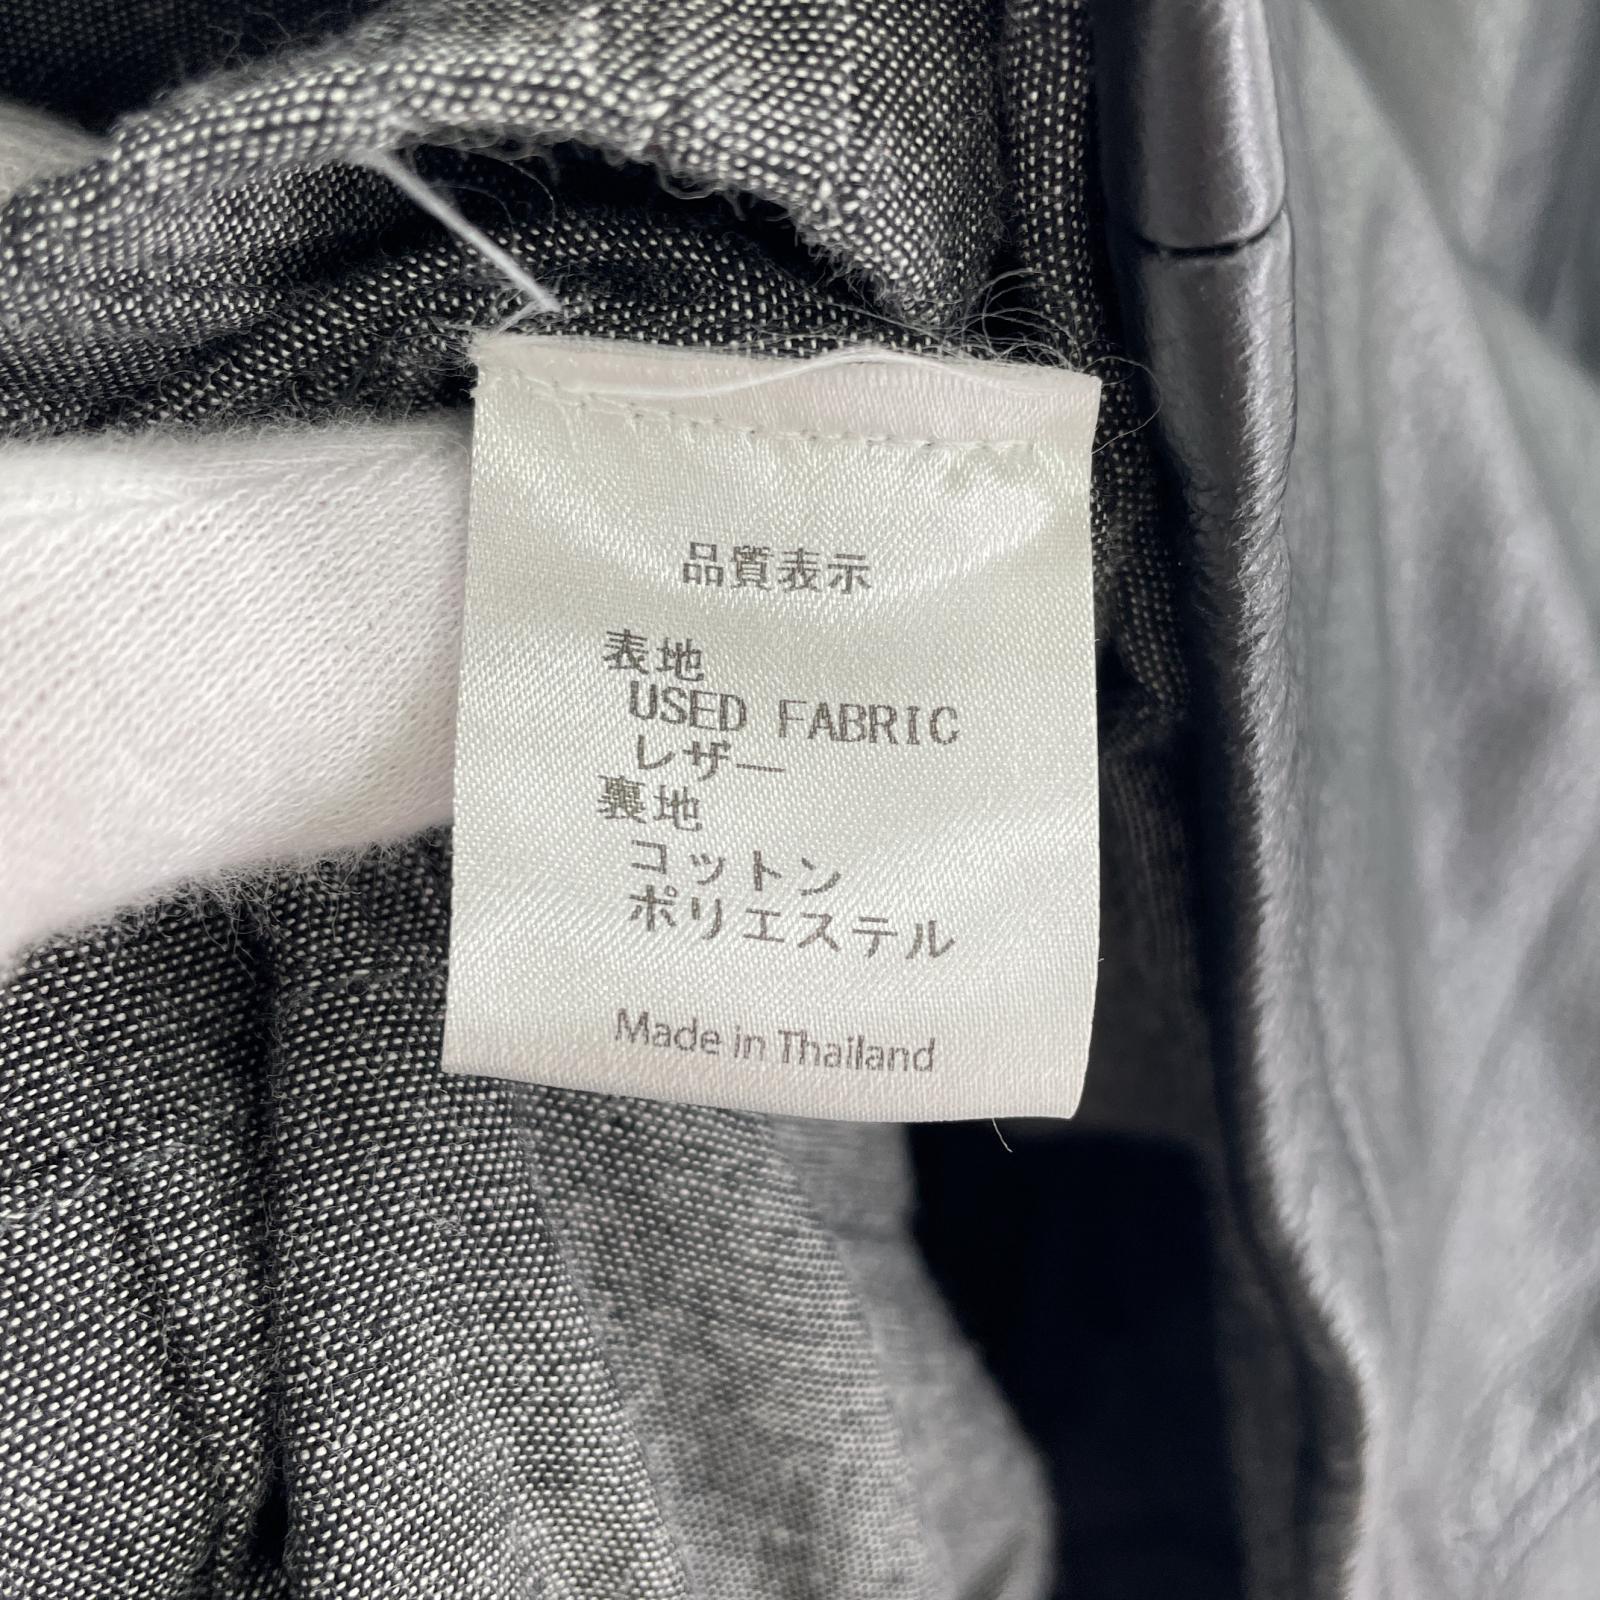 品質表示
表地
USED FABRIC
レザー
裏地
コットン
ポリエステル
Made in Thailand